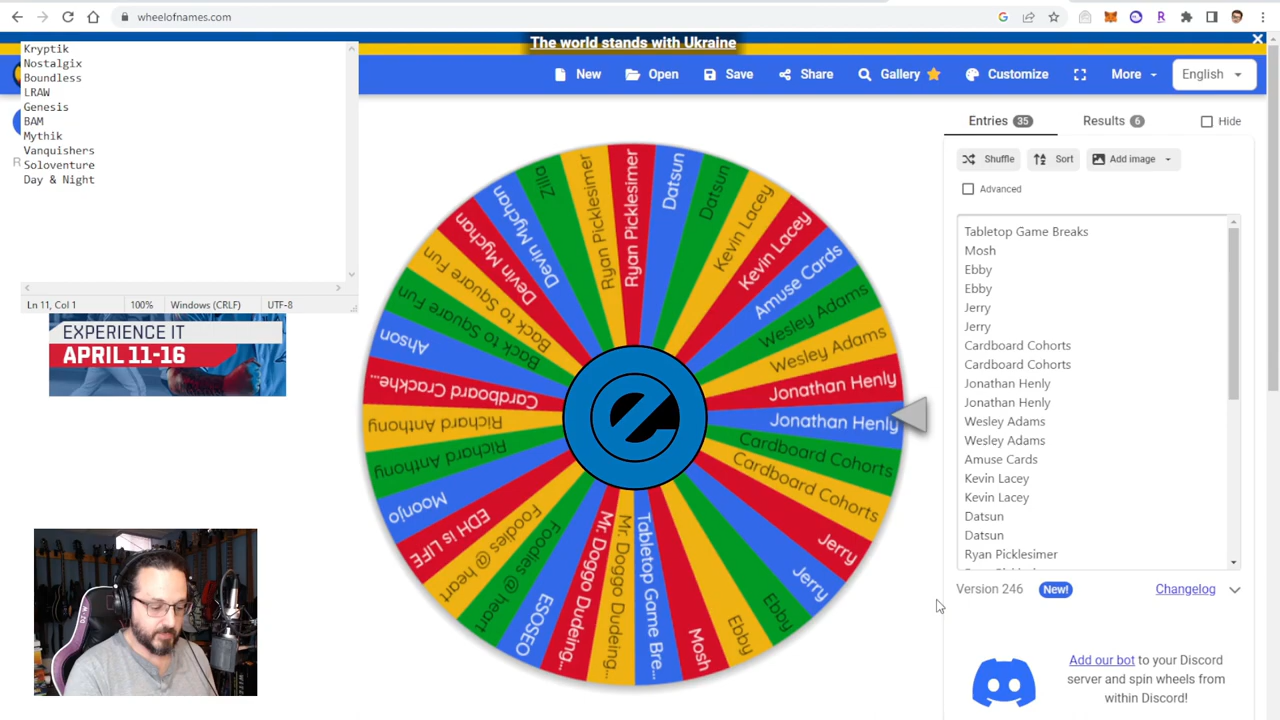 wheelofnames.com
The world stands with Ukraine
New
Open
Save
Share
Gallery
Customize
More
English
Kryptik
Nostalgix
Boundless
LRAW
Genesis
BAM
Mythik
Vanquishers
Soloventure
Day & Night
Ln 11, Col 1
100%
Windows (CRLF)
UTF-8
EXPERIENCE IT
APRIL 11-16
Entries 35
Results 6
Hide
Shuffle
Sort
Add image
Advanced
Tabletop Game Breaks
Mosh
Ebby
Ebby
Jerry
Jerry
Cardboard Cohorts
Cardboard Cohorts
Jonathan Henly
Jonathan Henly
Wesley Adams
Wesley Adams
Amuse Cards
Kevin Lacey
Kevin Lacey
Datsun
Datsun
Ryan Picklesimer
Version 246
New!
Changelog
Add our bot to your Discord
server and spin wheels from
within Discord!
Ryan Picklesimer
Datsun
Datsun
Kevin Lacey
Kevin Lacey
Amuse Cards
Wesley Adams
Wesley Adams
Jonathan Henly
Jonathan Henly
Cardboard Cohorts
Cardboard Cohorts
Jerry
Jerry
Ebby
Ebby
Mosh
Tabletop Game Bre...
Mr. Doggo Dudeing...
Mr. Doggo Dudeing...
ESOSEO
Foodies @ heart
Foodies @ heart
EDH is LIFE
Moonjo
Richard Anthony
Richard Anthony
Cardboard Crackhe...
Ahson
Back to Square Fun
Back to Square Fun
Devin Mychan
Devin Mychan
Zilla
Ryan Picklesimer
e